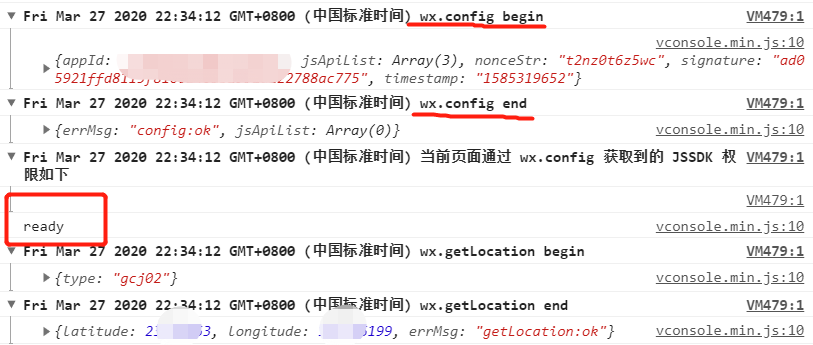 ▼ Fri Mar 27 2020 22:34:12 GMT+0800 (中国标准时间) wx.config begin VM479:1
vconsole.min.js:10
▶ {appId: jsApiList: Array(3), nonceStr: "t2nz0t6z5wc", signature: "ad0
5921ffd8115f81 22788ac775", timestamp: "1585319652"}
▼ Fri Mar 27 2020 22:34:12 GMT+0800 (中国标准时间) wx.config end VM479:1
▶ {errMsg: "config:ok", jsApiList: Array(0)} vconsole.min.js:10
▼ Fri Mar 27 2020 22:34:12 GMT+0800 (中国标准时间) 当前页面通过 wx.config 获取到的 JSSDK 权 VM479:1
限如下
VM479:1
ready vconsole.min.js:10
▼ Fri Mar 27 2020 22:34:12 GMT+0800 (中国标准时间) wx.getLocation begin VM479:1
▶ {type: "gcj02"} vconsole.min.js:10
▼ Fri Mar 27 2020 22:34:12 GMT+0800 (中国标准时间) wx.getLocation end VM479:1
▶ {latitude: longitude: errMsg: "getLocation:ok"} vconsole.min.js:10